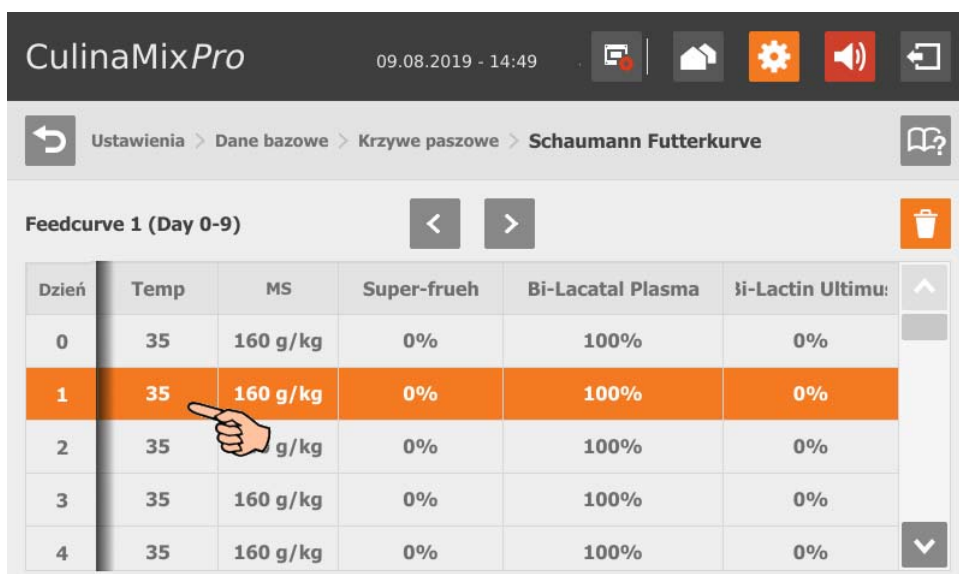 CulinaMixPro 09.08.2019 - 14:49
Ustawienia > Dane bazowe > Krzywe paszowe > Schaumann Futterkurve
Feedcurve 1 (Day 0-9)
Dzień Temp MS Super-frueh Bi-Lacatal Plasma Bi-Lactin Ultimus
0 35 160 g/kg 0% 100% 0%
1 35 160 g/kg 0% 100% 0%
2 35 g/kg 0% 100% 0%
3 35 160 g/kg 0% 100% 0%
4 35 160 g/kg 0% 100% 0%